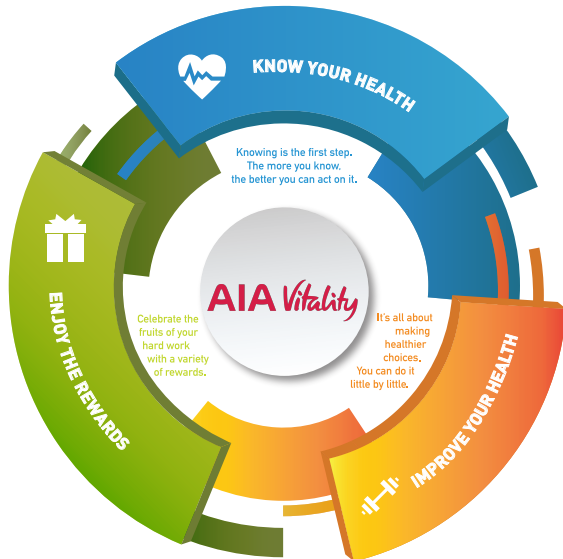 KNOW YOUR HEALTH
Knowing is the first step.
The more you know,
the better you can act on it.
AIA Vitality
ENJOY THE REWARDS
Celebrate the
fruits of your
hard work
with a variety
of rewards.
It's all about
making
healthier
choices.
You can do it
little by little.
IMPROVE YOUR HEALTH